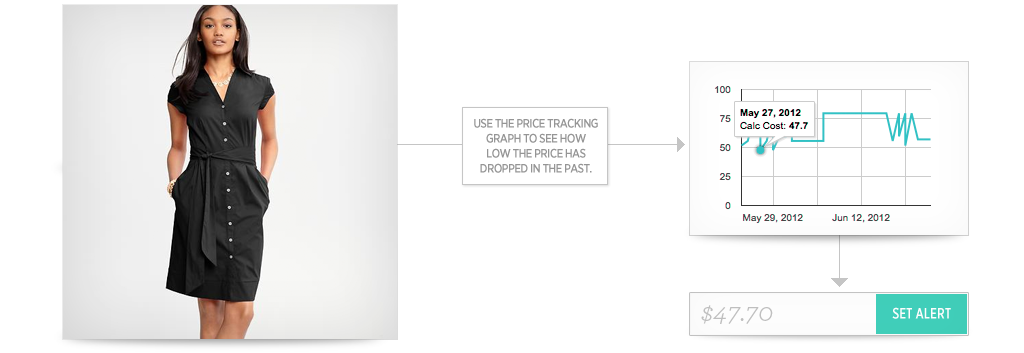 USE THE PRICE TRACKING
GRAPH TO SEE HOW
LOW THE PRICE HAS
DROPPED IN THE PAST.
100
75
50
25
0
May 27, 2012
Calc Cost: 47.7
May 29, 2012
Jun 12, 2012
$47.70
SET ALERT